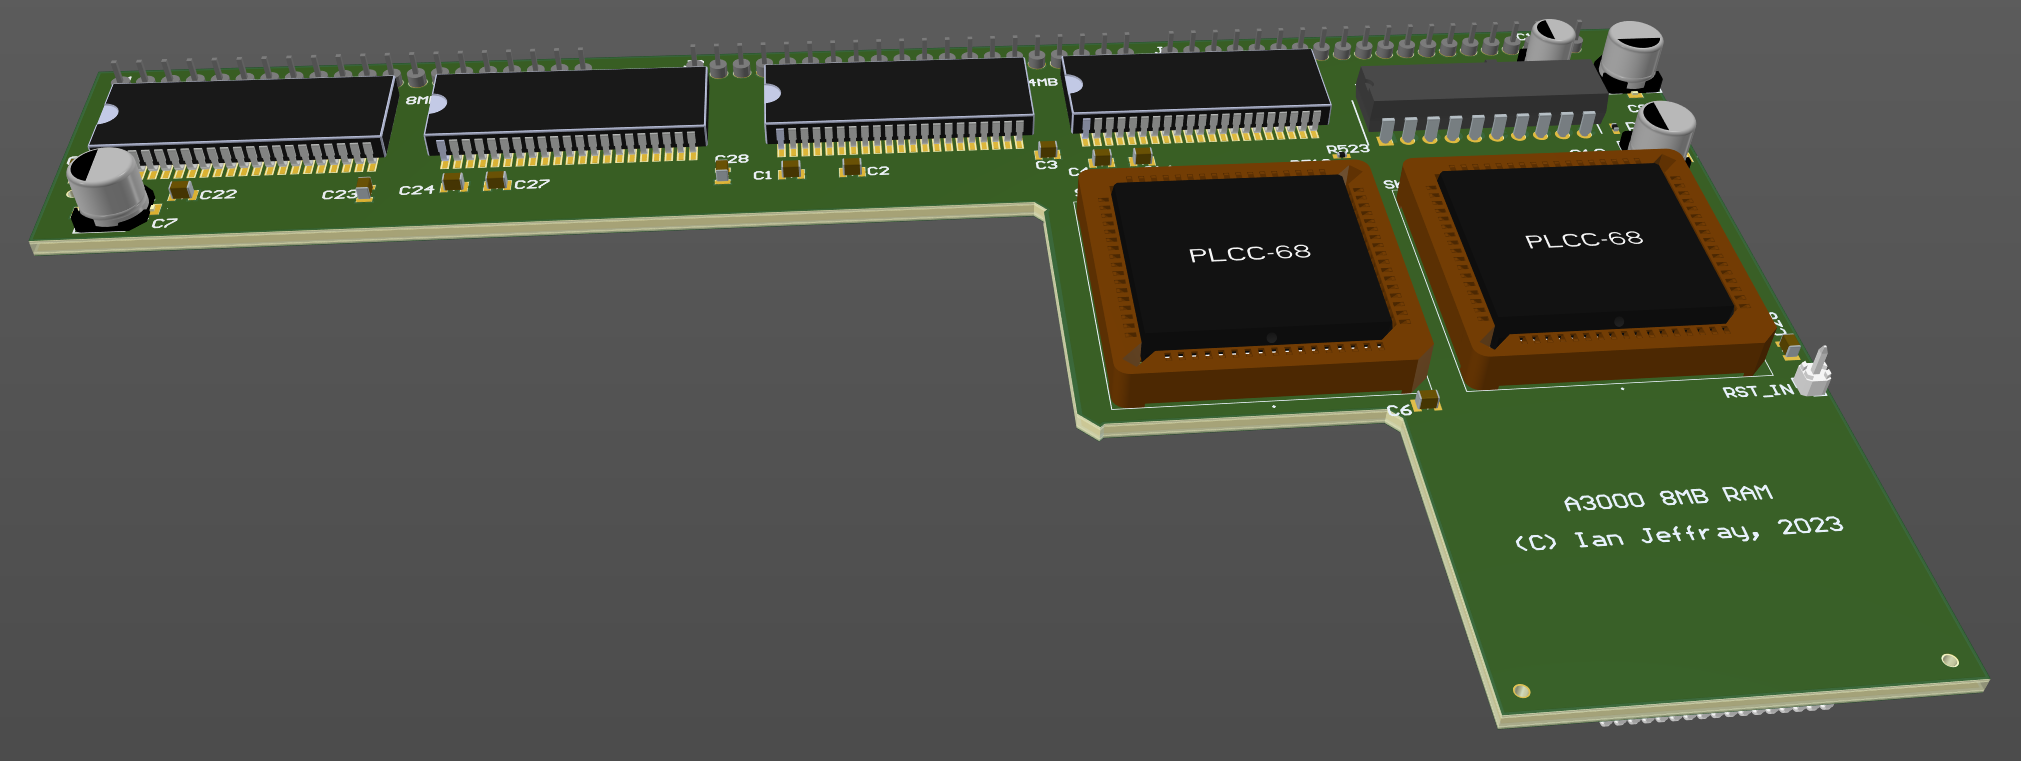 8M
4MB
C28
C1
C2
C3
R523
C22
C23
C24
C27
C7
PLCC-68
PLCC-68
C6
RST_IN
A3000 8MB RAM
(C) Ian Jeffray, 2023